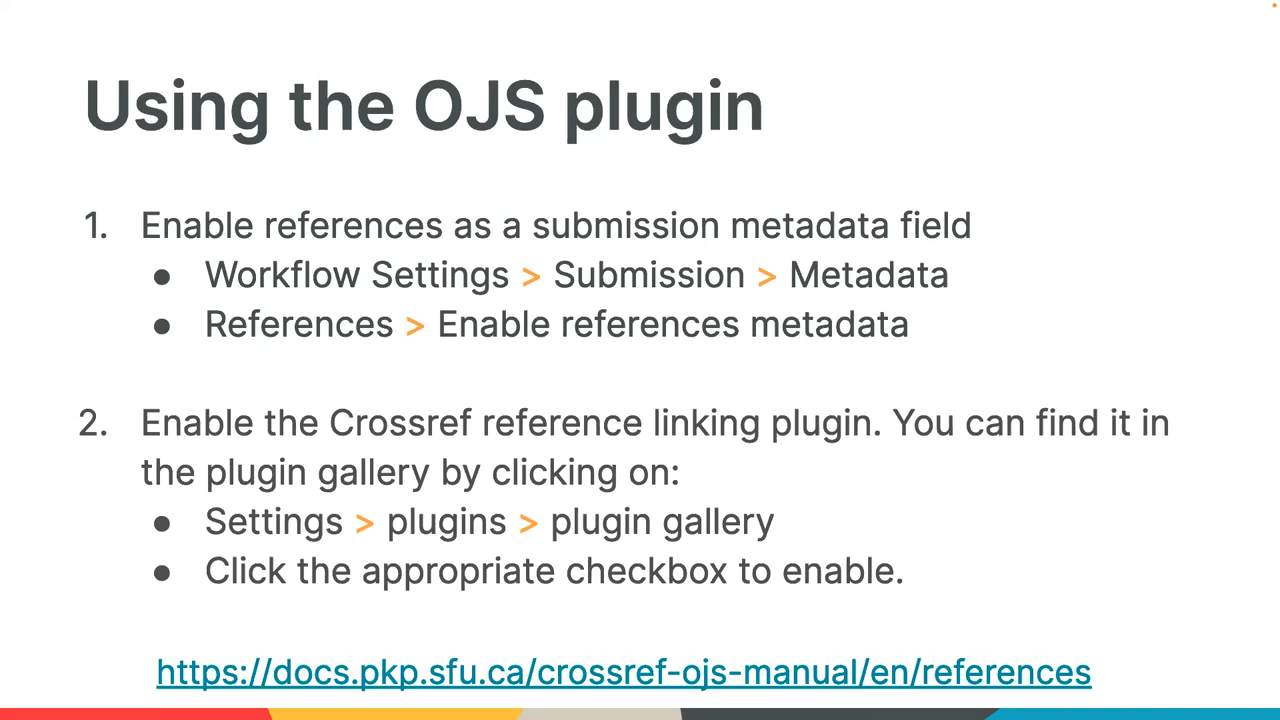 Using the OJS plugin
1. Enable references as a submission metadata field
● Workflow Settings > Submission > Metadata
● References > Enable references metadata
2. Enable the Crossref reference linking plugin. You can find it in
the plugin gallery by clicking on:
● Settings > plugins > plugin gallery
● Click the appropriate checkbox to enable.
https://docs.pkp.sfu.ca/crossref-ojs-manual/en/references